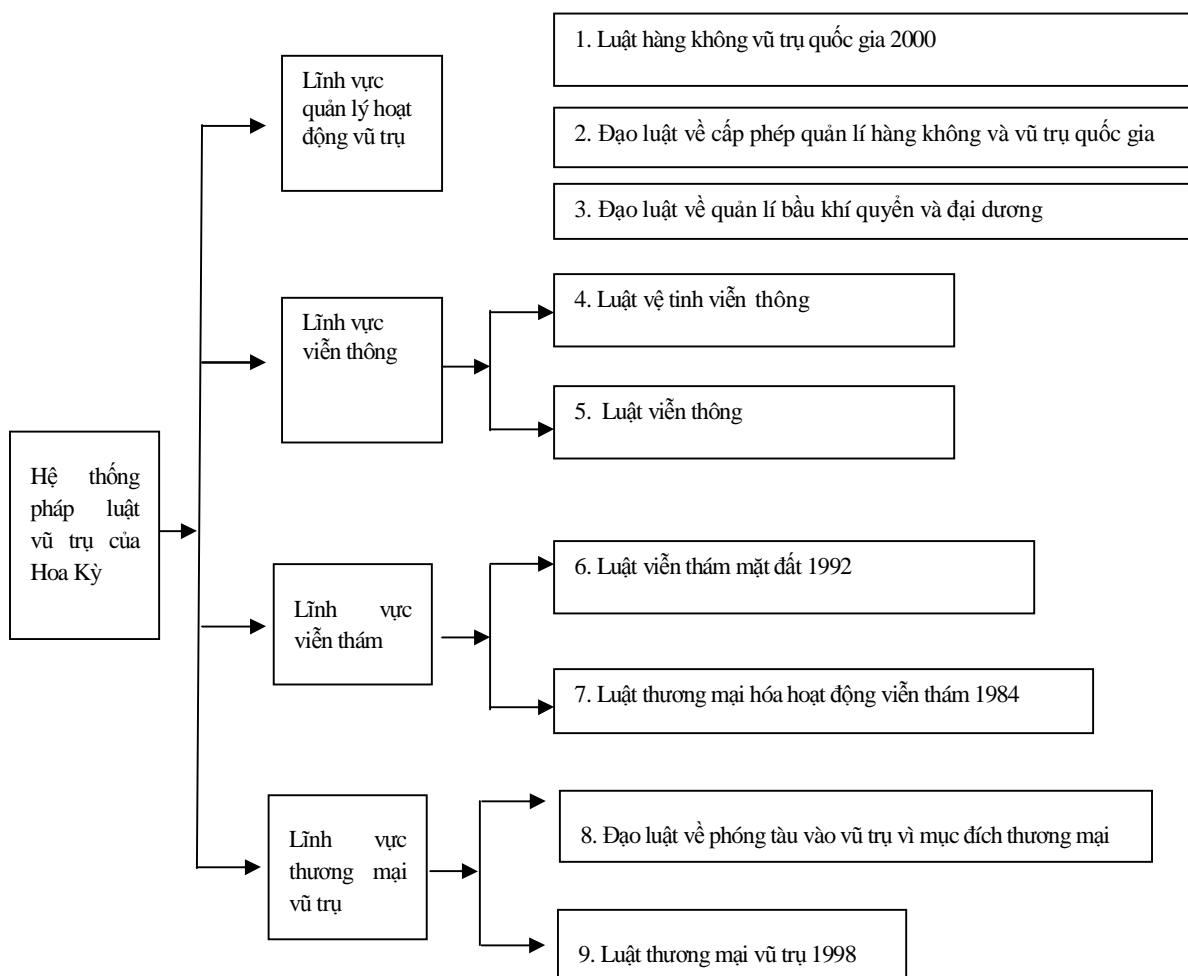 1. Luật hàng không vũ trụ quốc gia 2000
Lĩnh vực
quản lý hoạt
động vũ trụ
2. Đạo luật về cấp phép quản lí hàng không và vũ trụ quốc gia
3. Đạo luật về quản lí bầu khí quyển và đại dương
Lĩnh vực
viễn thông
4. Luật vệ tinh viễn thông
5. Luật viễn thông
Hệ thống
pháp luật
vũ trụ của
Hoa Kỳ
Lĩnh vực
viễn thám
6. Luật viễn thám mặt đất 1992
7. Luật thương mại hóa hoạt động viễn thám 1984
Lĩnh vực
thương mại
vũ trụ
8. Đạo luật về phóng tàu vào vũ trụ vì mục đích thương mại
9. Luật thương mại vũ trụ 1998